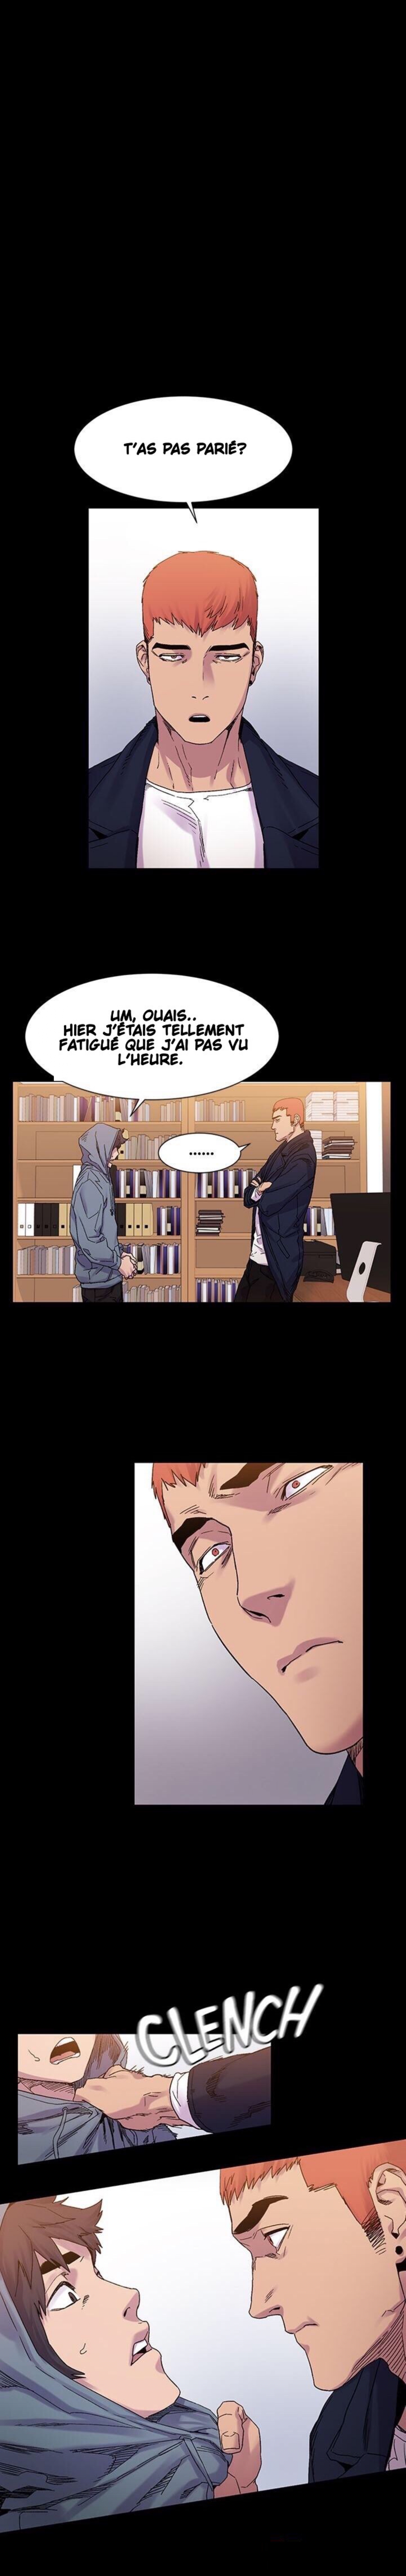 T'AS PAS PARIÉ?
UM, OUAIS..
HIER J'ÉTAIS TELLEMENT
FATIGUÉ QUE J'AI PAS VU
L'HEURE.
......
CLENCH